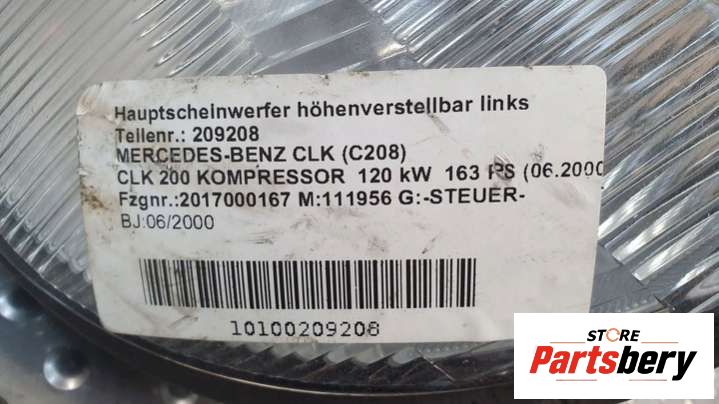 Hauptscheinwerfer höhenverstellbar links
Teilenr.: 209208
MERCEDES-BENZ CLK (C208)
CLK 200 KOMPRESSOR 120 kW 163 PS (06.2000
Fzgnr.:2017000167 M:111956 G:-STEUER-
BJ:06/2000
10100209208
STORE
Partsbery